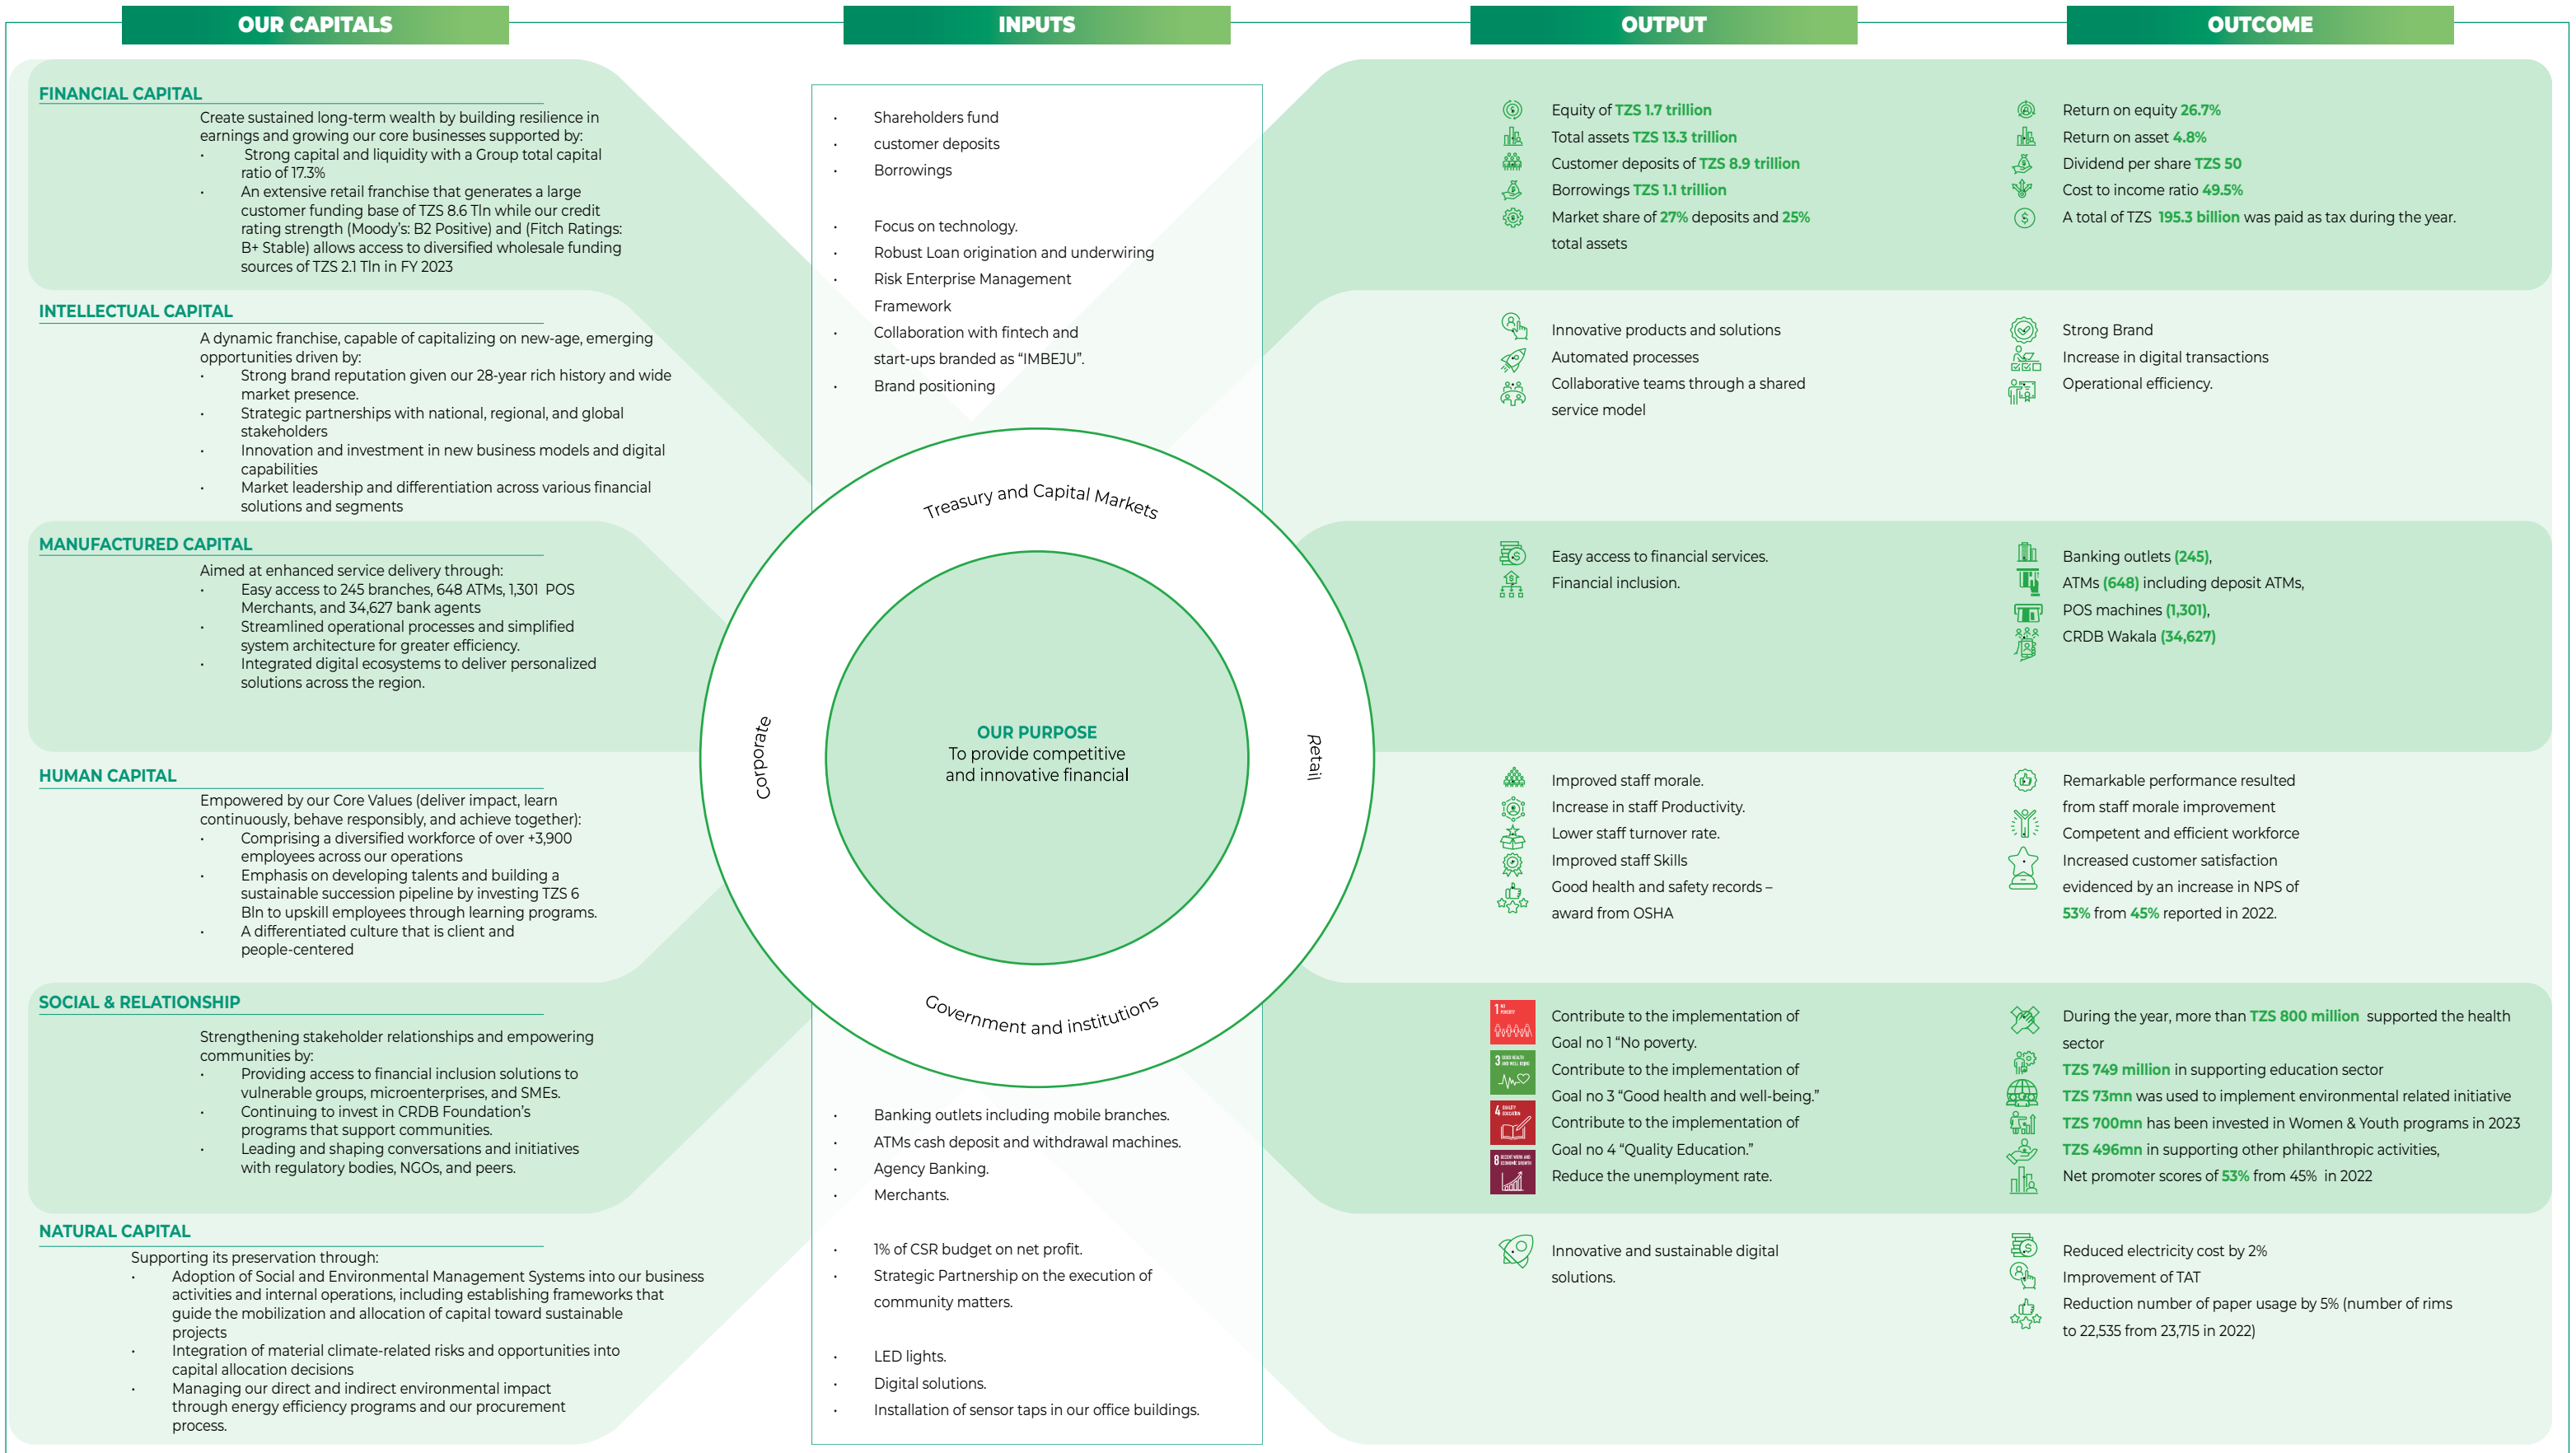 OUR CAPITALS
INPUTS
OUTPUT
OUTCOME
FINANCIAL CAPITAL
Create sustained long-term wealth by building resilience in
earnings and growing our core businesses supported by:
• Strong capital and liquidity with a Group total capital
ratio of 17.3%
• An extensive retail franchise that generates a large
customer funding base of TZS 8.6 Tln while our credit
rating strength (Moody's: B2 Positive) and (Fitch Ratings:
B+ Stable) allows access to diversified wholesale funding
sources of TZS 2.1 Tln in FY 2023
INTELLECTUAL CAPITAL
A dynamic franchise, capable of capitalizing on new-age, emerging
opportunities driven by:
• Strong brand reputation given our 28-year rich history and wide
market presence.
• Strategic partnerships with national, regional, and global
stakeholders
• Innovation and investment in new business models and digital
capabilities
• Market leadership and differentiation across various financial
solutions and segments
MANUFACTURED CAPITAL
Aimed at enhanced service delivery through:
• Easy access to 245 branches, 648 ATMs, 1,301 POS
Merchants, and 34,627 bank agents
• Streamlined operational processes and simplified
system architecture for greater efficiency.
• Integrated digital ecosystems to deliver personalized
solutions across the region.
HUMAN CAPITAL
Empowered by our Core Values (deliver impact, learn
continuously, behave responsibly, and achieve together):
• Comprising a diversified workforce of over +3,900
employees across our operations
• Emphasis on developing talents and building a
sustainable succession pipeline by investing TZS 6
Bln to upskill employees through learning programs.
• A differentiated culture that is client and
people-centered
SOCIAL & RELATIONSHIP
Strengthening stakeholder relationships and empowering
communities by:
• Providing access to financial inclusion solutions to
vulnerable groups, microenterprises, and SMEs.
• Continuing to invest in CRDB Foundation's
programs that support communities.
• Leading and shaping conversations and initiatives
with regulatory bodies, NGOs, and peers.
NATURAL CAPITAL
Supporting its preservation through:
• Adoption of Social and Environmental Management Systems into our business
activities and internal operations, including establishing frameworks that
guide the mobilization and allocation of capital toward sustainable
projects
• Integration of material climate-related risks and opportunities into
capital allocation decisions
• Managing our direct and indirect environmental impact
through energy efficiency programs and our procurement
process.
• Shareholders fund
• customer deposits
• Borrowings
• Focus on technology.
• Robust Loan origination and underwiring
• Risk Enterprise Management
Framework
• Collaboration with fintech and
start-ups branded as “IMBEJU”.
• Brand positioning
Treasury and Capital Markets
Corporate
OUR PURPOSE
To provide competitive
and innovative financial
Retail
Government and institutions
• Banking outlets including mobile branches.
• ATMs cash deposit and withdrawal machines.
• Agency Banking.
• Merchants.
• 1% of CSR budget on net profit.
• Strategic Partnership on the execution of
community matters.
• LED lights.
• Digital solutions.
• Installation of sensor taps in our office buildings.
Equity of TZS 1.7 trillion
Total assets TZS 13.3 trillion
Customer deposits of TZS 8.9 trillion
Borrowings TZS 1.1 trillion
Market share of 27% deposits and 25%
total assets
Innovative products and solutions
Automated processes
Collaborative teams through a shared
service model
Easy access to financial services.
Financial inclusion.
Improved staff morale.
Increase in staff Productivity.
Lower staff turnover rate.
Improved staff Skills
Good health and safety records –
award from OSHA
1 NO
POVERTY
3 GOOD HEALTH
AND WELL-BEING
4 QUALITY
EDUCATION
8 DECENT WORK AND
ECONOMIC GROWTH
Contribute to the implementation of
Goal no 1 “No poverty.
Contribute to the implementation of
Goal no 3 “Good health and well-being.”
Contribute to the implementation of
Goal no 4 “Quality Education.”
Reduce the unemployment rate.
Innovative and sustainable digital
solutions.
Return on equity 26.7%
Return on asset 4.8%
Dividend per share TZS 50
Cost to income ratio 49.5%
A total of TZS 195.3 billion was paid as tax during the year.
Strong Brand
Increase in digital transactions
Operational efficiency.
Banking outlets (245),
ATMs (648) including deposit ATMs,
POS machines (1,301),
CRDB Wakala (34,627)
Remarkable performance resulted
from staff morale improvement
Competent and efficient workforce
Increased customer satisfaction
evidenced by an increase in NPS of
53% from 45% reported in 2022.
During the year, more than TZS 800 million supported the health
sector
TZS 749 million in supporting education sector
TZS 73mn was used to implement environmental related initiative
TZS 700mn has been invested in Women & Youth programs in 2023
TZS 496mn in supporting other philanthropic activities,
Net promoter scores of 53% from 45% in 2022
Reduced electricity cost by 2%
Improvement of TAT
Reduction number of paper usage by 5% (number of rims
to 22,535 from 23,715 in 2022)